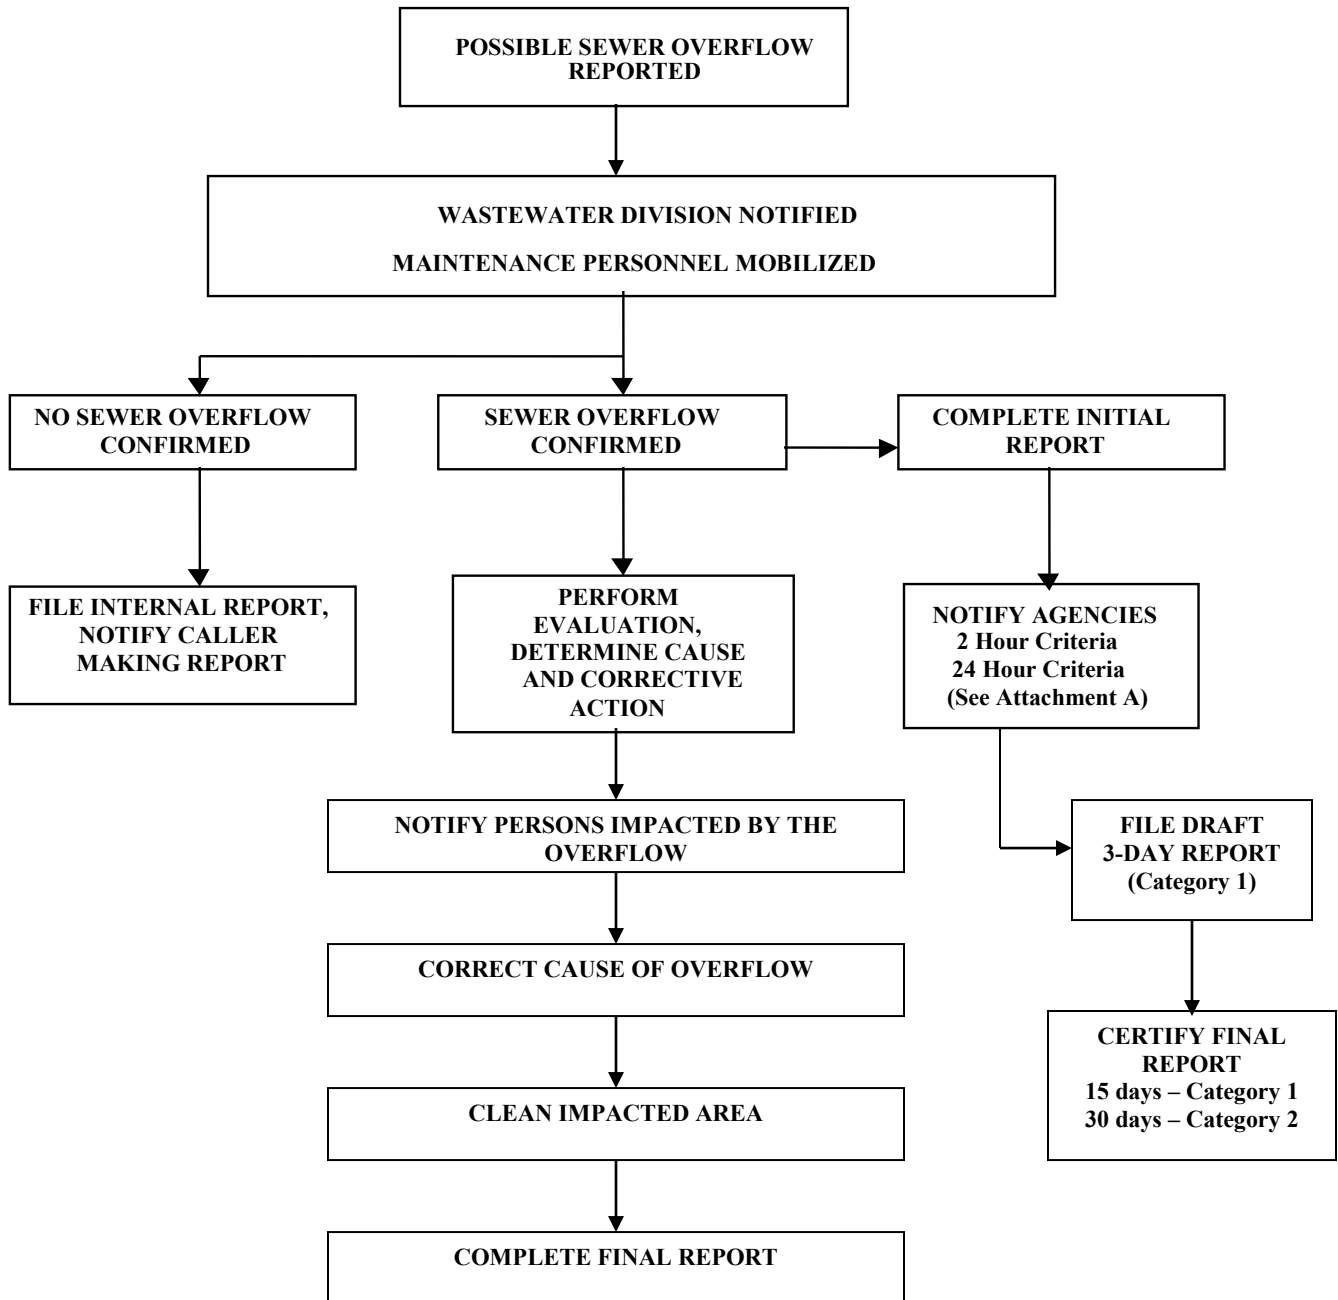 POSSIBLE SEWER OVERFLOW
REPORTED
WASTEWATER DIVISION NOTIFIED
MAINTENANCE PERSONNEL MOBILIZED
NO SEWER OVERFLOW
CONFIRMED
SEWER OVERFLOW
CONFIRMED
COMPLETE INITIAL
REPORT
FILE INTERNAL REPORT,
NOTIFY CALLER
MAKING REPORT
PERFORM
EVALUATION,
DETERMINE CAUSE
AND CORRECTIVE
ACTION
NOTIFY AGENCIES
2 Hour Criteria
24 Hour Criteria
(See Attachment A)
NOTIFY PERSONS IMPACTED BY THE
OVERFLOW
FILE DRAFT
3-DAY REPORT
(Category 1)
CORRECT CAUSE OF OVERFLOW
CERTIFY FINAL
REPORT
15 days – Category 1
30 days – Category 2
CLEAN IMPACTED AREA
COMPLETE FINAL REPORT